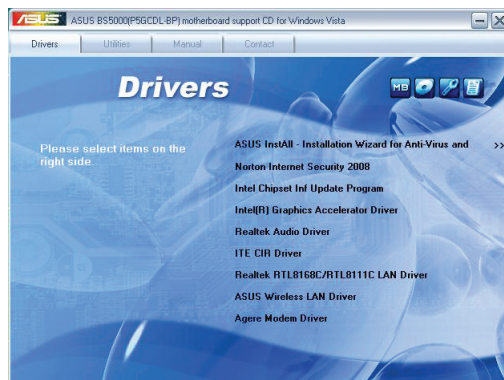 ASUS ASUS BS5000(P5GCDL-BP) motherboard support CD for Windows Vista
Drivers Utilities Manual Contact
Drivers
MB
Please select items on the
right side.
ASUS InstAll - Installation Wizard for Anti-Virus and >>
Norton Internet Security 2008
Intel Chipset Inf Update Program
Intel(R) Graphics Accelerator Driver
Realtek Audio Driver
ITE CIR Driver
Realtek RTL8168C/RTL8111C LAN Driver
ASUS Wireless LAN Driver
Agere Modem Driver